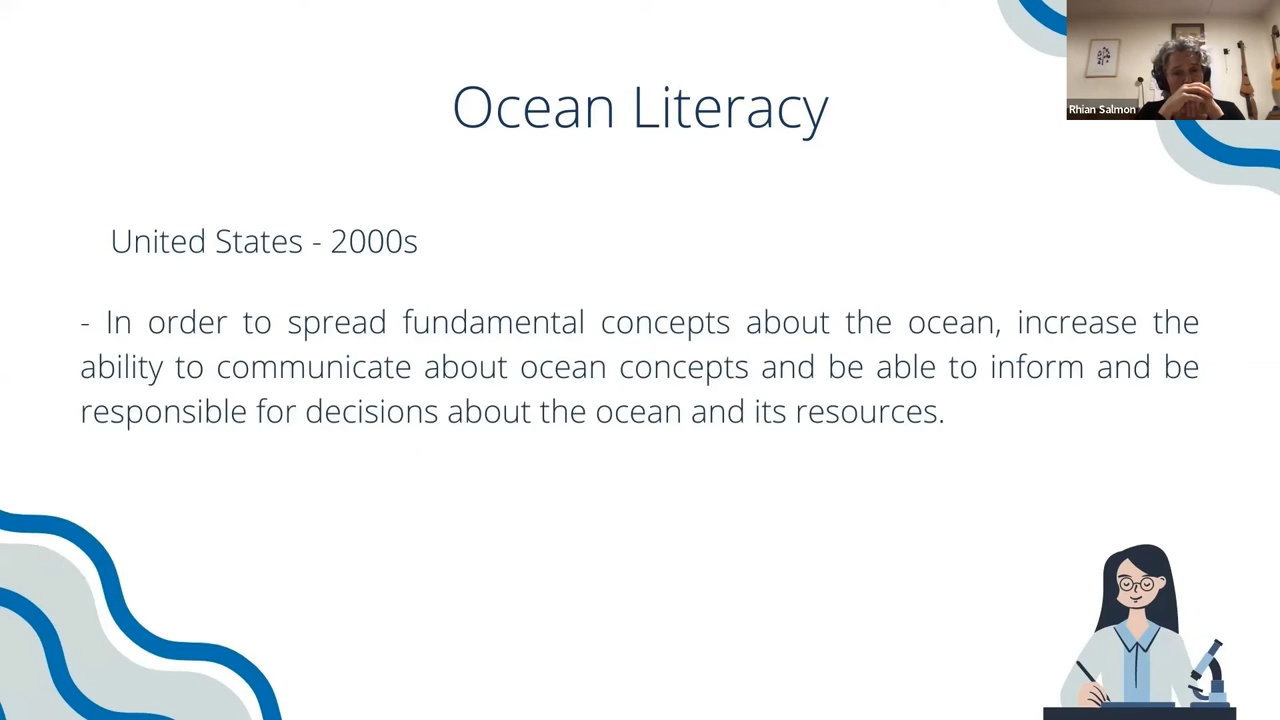 Ocean Literacy
Rhian Salmon
United States - 2000s
- In order to spread fundamental concepts about the ocean, increase the
ability to communicate about ocean concepts and be able to inform and be
responsible for decisions about the ocean and its resources.